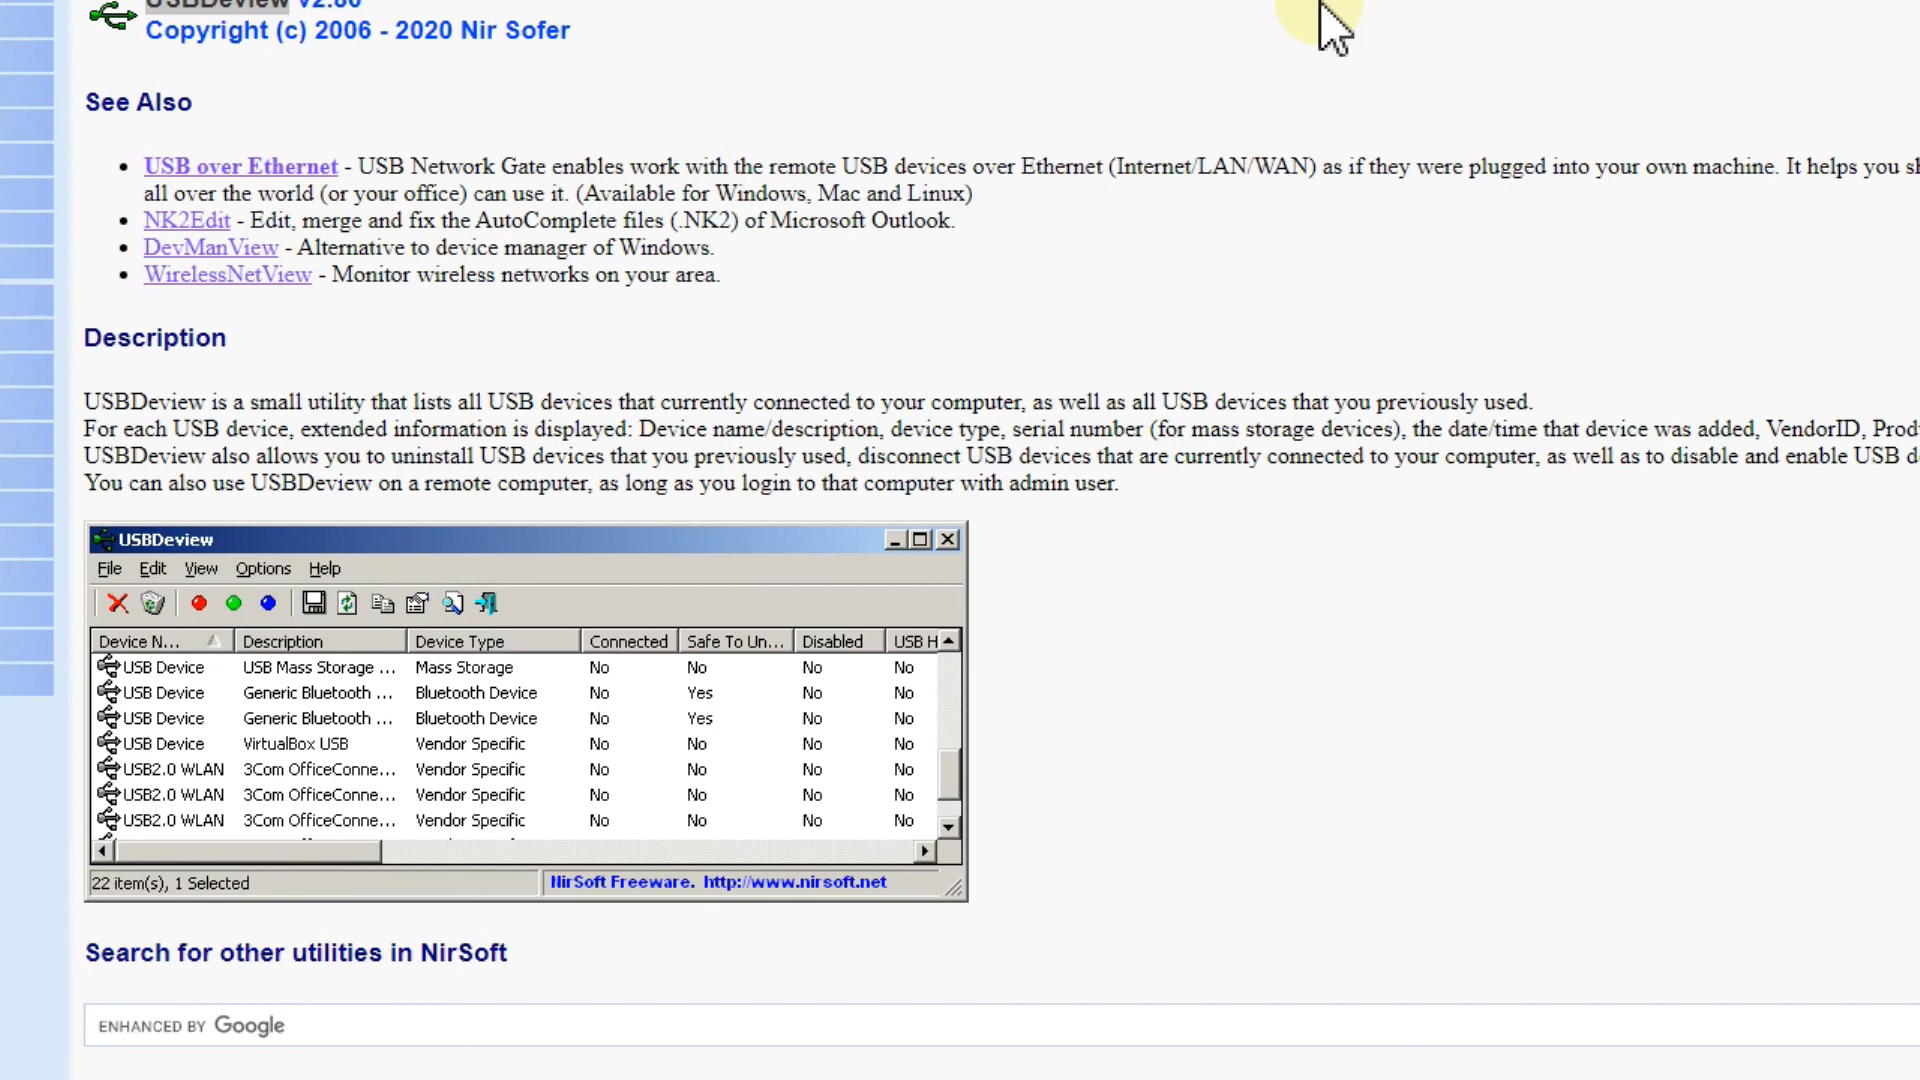 USBDeview v2.86
Copyright (c) 2006 - 2020 Nir Sofer
See Also
USB over Ethernet - USB Network Gate enables work with the remote USB devices over Ethernet (Internet/LAN/WAN) as if they were plugged into your own machine. It helps you
all over the world (or your office) can use it. (Available for Windows, Mac and Linux)
NK2Edit - Edit, merge and fix the AutoComplete files (.NK2) of Microsoft Outlook.
DevManView - Alternative to device manager of Windows.
WirelessNetView - Monitor wireless networks on your area.
Description
USBDeview is a small utility that lists all USB devices that currently connected to your computer, as well as all USB devices that you previously used.
For each USB device, extended information is displayed: Device name/description, device type, serial number (for mass storage devices), the date/time that device was added, VendorID,
USBDeview also allows you to uninstall USB devices that you previously used, disconnect USB devices that are currently connected to your computer, as well as to disable and enable USB
You can also use USBDeview on a remote computer, as long as you login to that computer with admin user.
USBDeview
File Edit View Options Help
Device N... Description Device Type Connected Safe To Un... Disabled USB H
USB Device USB Mass Storage ... Mass Storage No No No No
USB Device Generic Bluetooth ... Bluetooth Device No Yes No No
USB Device Generic Bluetooth ... Bluetooth Device No Yes No No
USB Device VirtualBox USB Vendor Specific No No No No
USB2.0 WLAN 3Com OfficeConne... Vendor Specific No No No No
USB2.0 WLAN 3Com OfficeConne... Vendor Specific No No No No
USB2.0 WLAN 3Com OfficeConne... Vendor Specific No No No No
22 item(s), 1 Selected NirSoft Freeware. http://www.nirsoft.net
Search for other utilities in NirSoft
ENHANCED BY Google